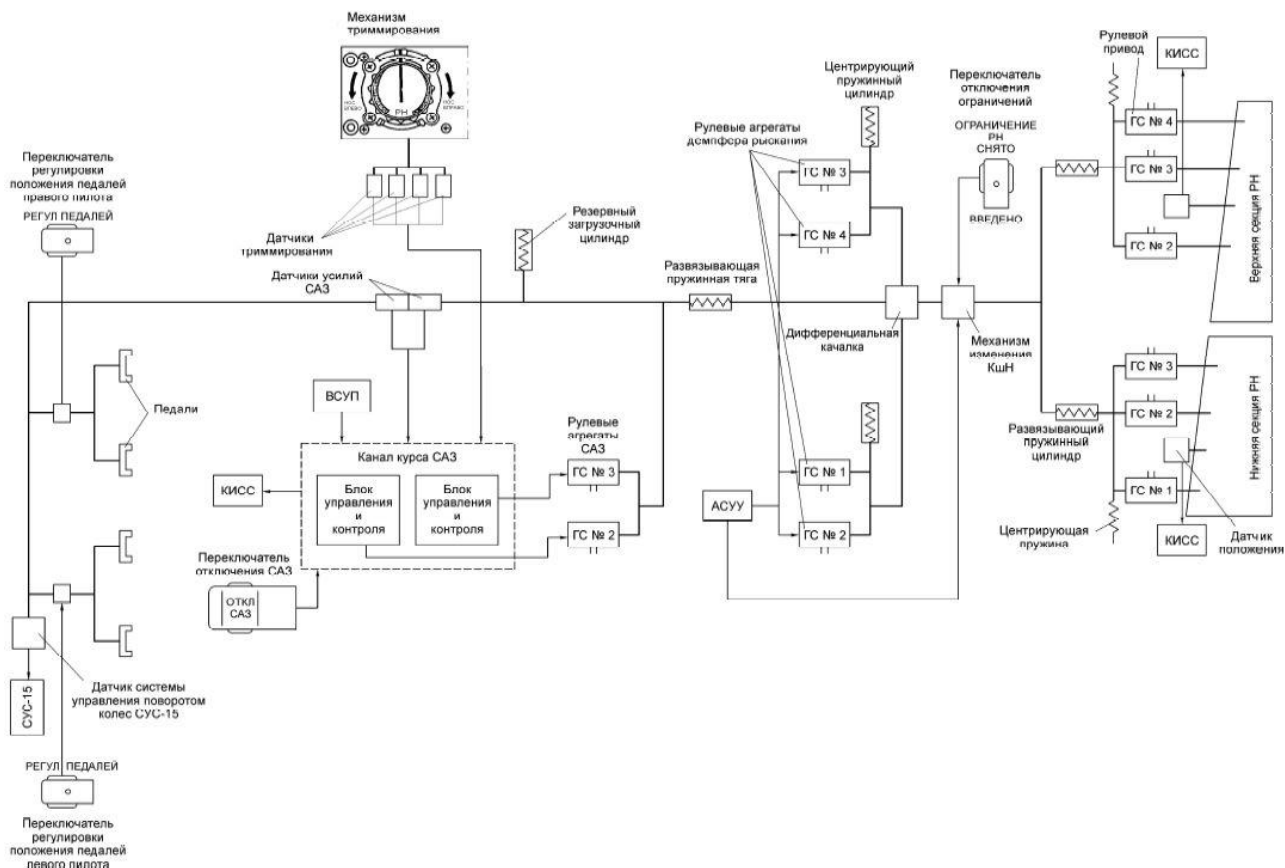 Механизм
триммирования
НОС
ВЛЕВО
НОС
ВПРАВО
РН
Переключатель
регулировки
положения педалей
правого пилота
РЕГУЛ ПЕДАЛЕЙ
Датчики
триммирования
Резервный
загрузочный
цилиндр
Датчики усилий
САЗ
Педали
ВСУП
Канал курса САЗ
Блок
управления
и
контроля
Блок
управления
и
контроля
КИСС
Переключатель
отключения САЗ
ОТКЛ
САЗ
Рулевые
агрегаты
САЗ
ГС № 3
ГС № 2
Датчик системы
управления поворотом
колес СУС-15
СУС-15
РЕГУЛ ПЕДАЛЕЙ
Переключатель
регулировки
положения педалей
левого пилота
Развязывающая
пружинная тяга
Рулевые агрегаты
демпфера рыскания
Центрирующий
пружинный
цилиндр
ГС № 3
ГС № 4
Дифференциальная
качалка
ГС № 1
ГС № 2
АСУУ
Переключатель
отключения
ограничений
ОГРАНИЧЕНИЕ
РН
СНЯТО
ВВЕДЕНО
Механизм
изменения
КшН
Рулевой
привод
КИСС
ГС № 4
ГС № 3
ГС № 2
Верхняя секция РН
ГС № 3
ГС № 2
ГС № 1
Нижняя секция РН
Развязывающий
пружинный
цилиндр
Центрирующая
пружина
КИСС
Датчик
положения